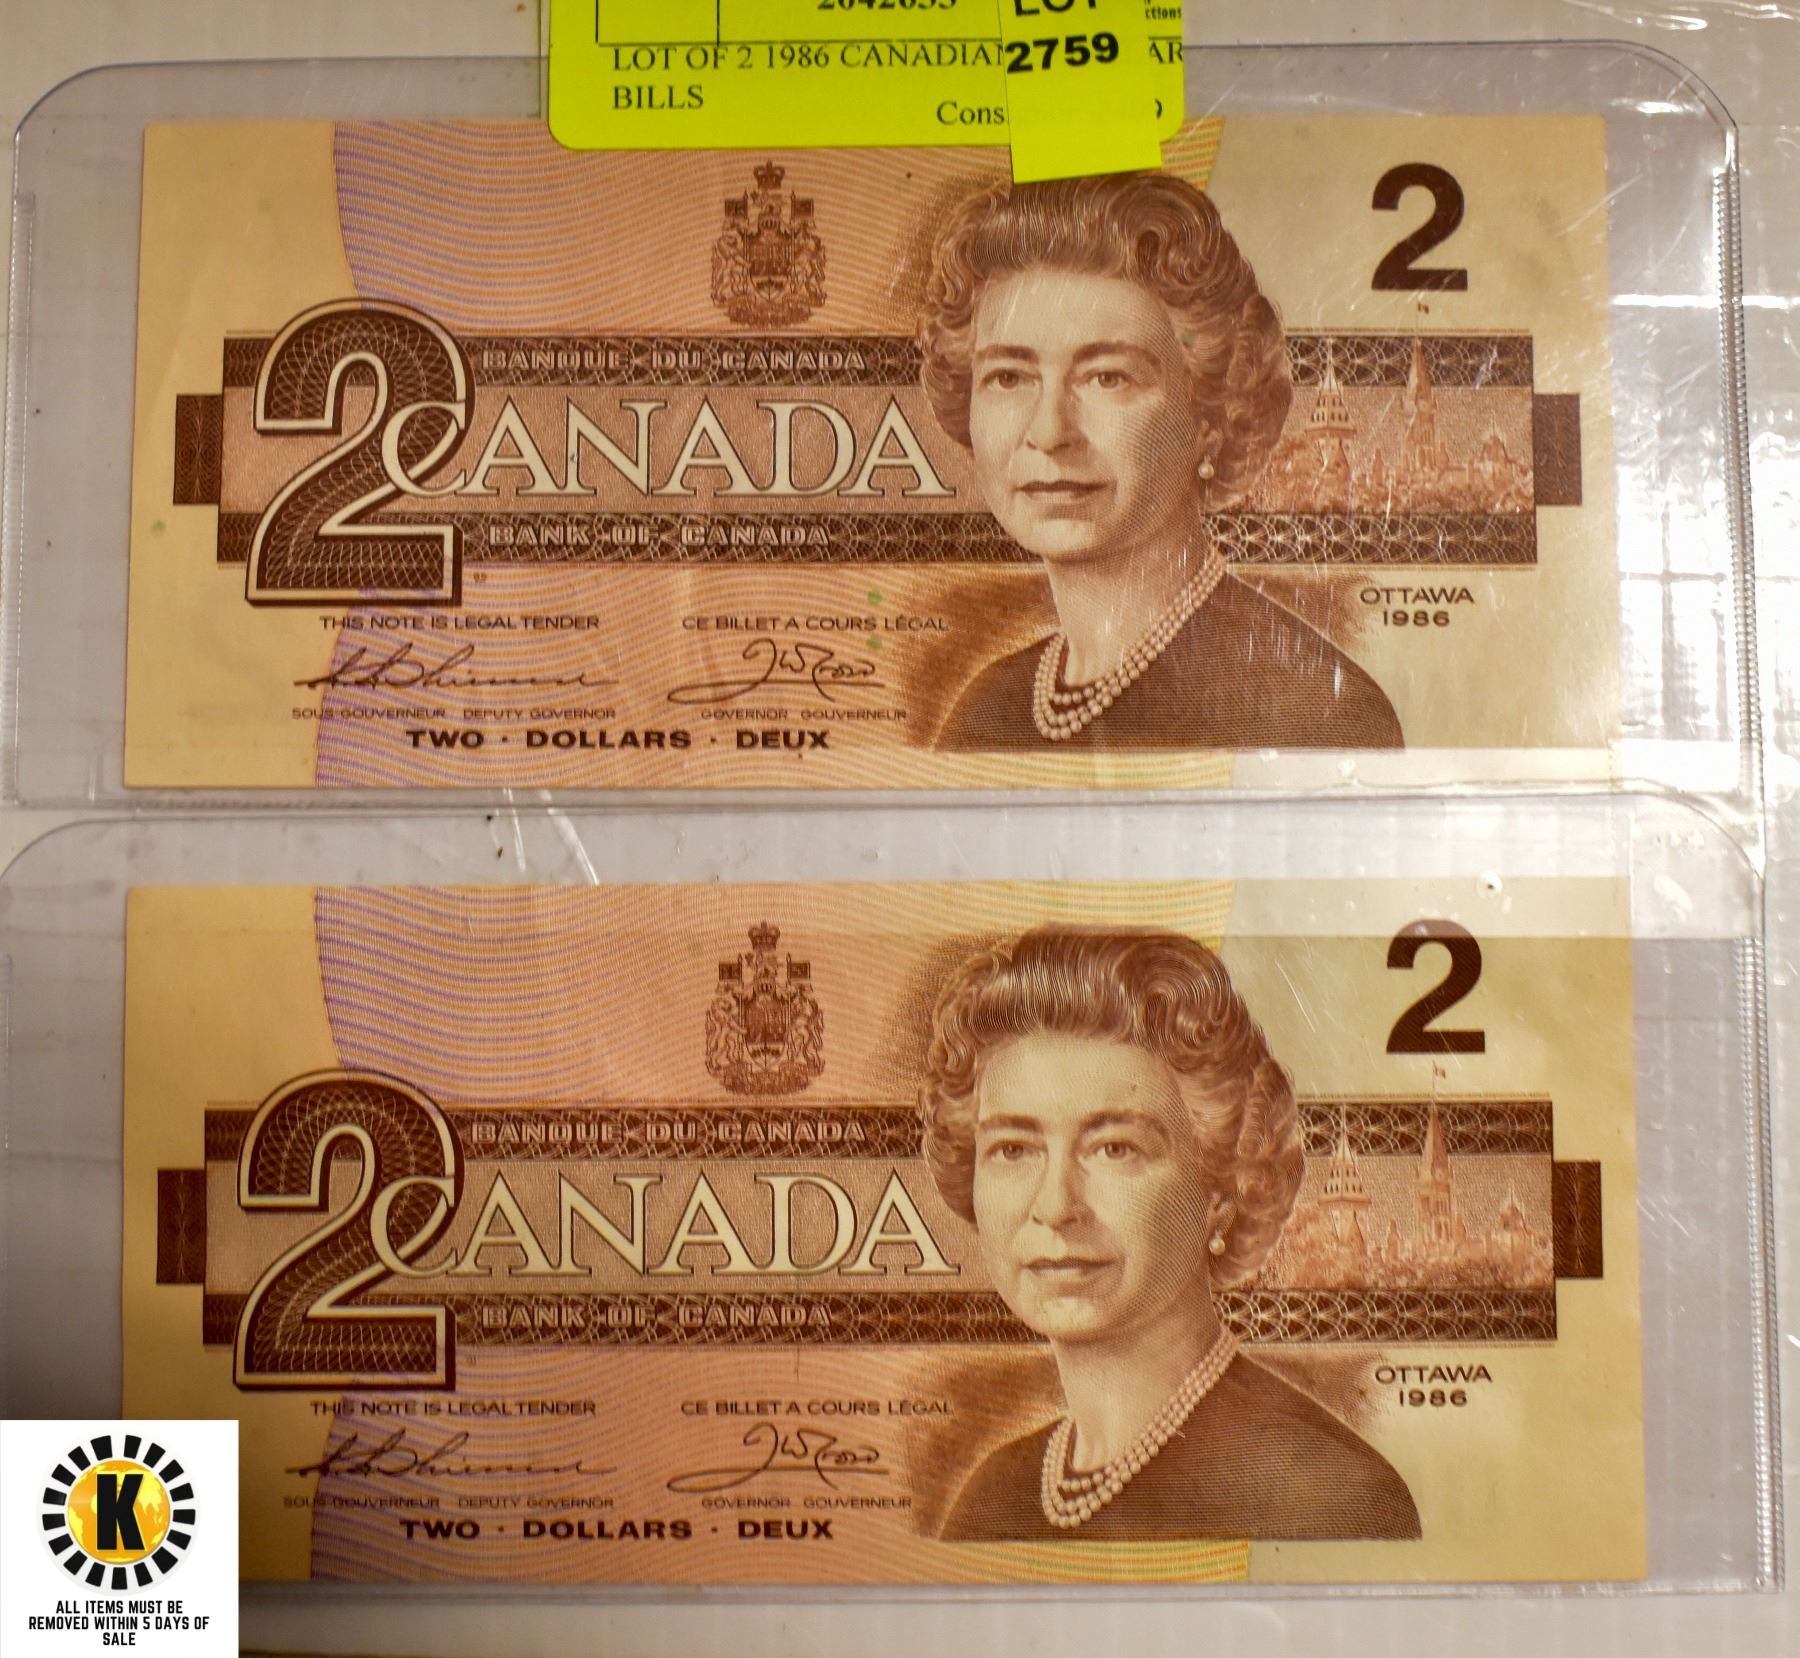 2759
LOT OF 2 1986 CANADIAN
BILLS
2
BANQUE DU CANADA
2 CANADA
BANK OF CANADA
OTTAWA
1986
THIS NOTE IS LEGAL TENDER CE BILLET A COURS LÉGAL
SOUS-GOUVERNEUR DEPUTY GOVERNOR GOVERNOR GOUVERNEUR
TWO · DOLLARS · DEUX
2
BANQUE DU CANADA
2 CANADA
BANK OF CANADA
OTTAWA
1986
THIS NOTE IS LEGAL TENDER CE BILLET A COURS LÉGAL
SOUS-GOUVERNEUR DEPUTY GOVERNOR GOVERNOR GOUVERNEUR
TWO · DOLLARS · DEUX
K
ALL ITEMS MUST BE
REMOVED WITHIN 5 DAYS OF
SALE